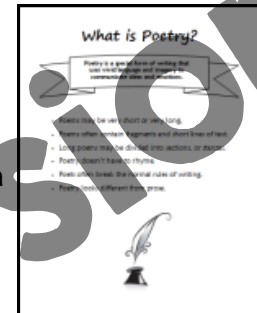 What is Poetry?
Poetry is a special form of writing that
uses vivid language and imagery to
communicate ideas and emotions.
Poems may be very short or very long.
Poems often contain fragments and short lines of text.
Long poems may be divided into sections, or stanzas.
Poetry doesn't have to rhyme.
Poets often break the normal rules of writing.
Poetry looks different from prose.